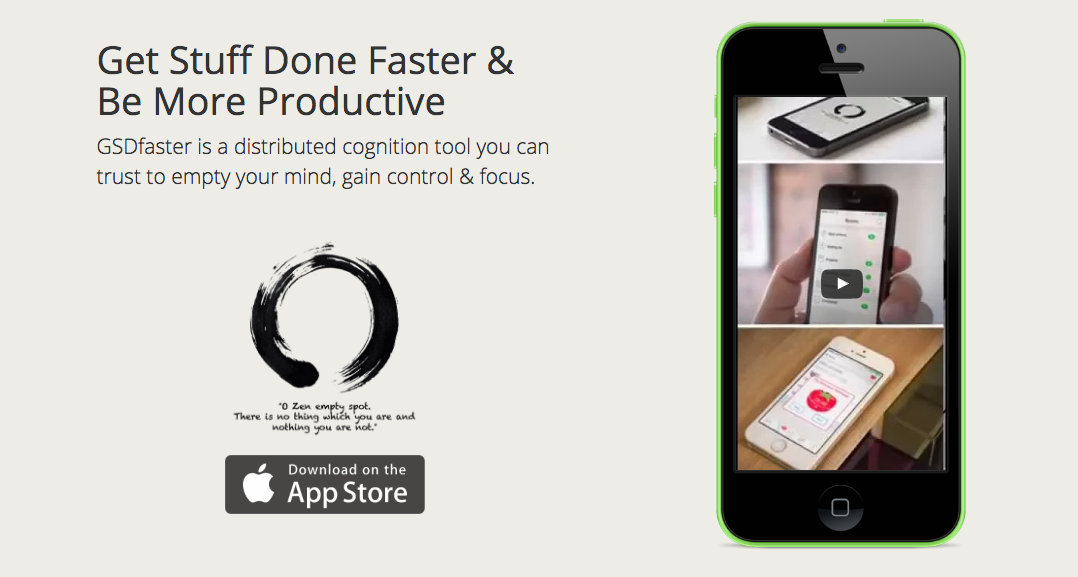 Get Stuff Done Faster &
Be More Productive
GSDfaster is a distributed cognition tool you can
trust to empty your mind, gain control & focus.
"O Zen empty spot.
There is no thing which you are and
nothing you are not."
Download on the
App Store